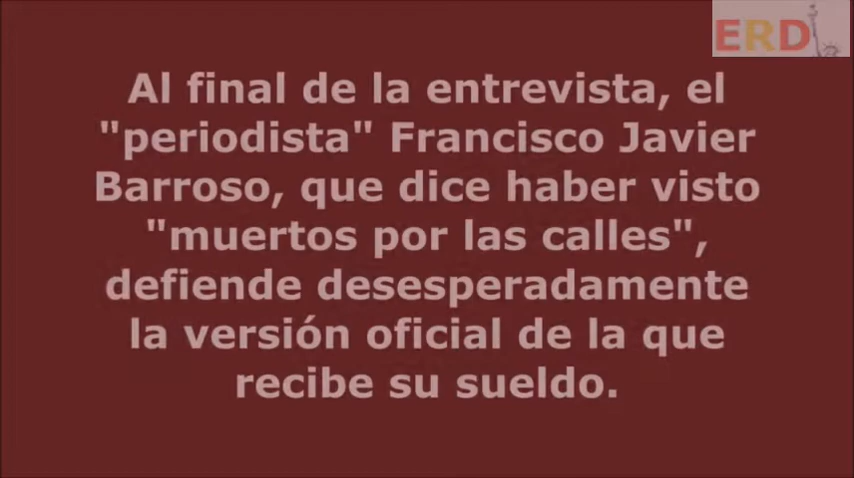 ERD
Al final de la entrevista, el
"periodista" Francisco Javier
Barroso, que dice haber visto
"muertos por las calles",
defiende desesperadamente
la versión oficial de la que
recibe su sueldo.